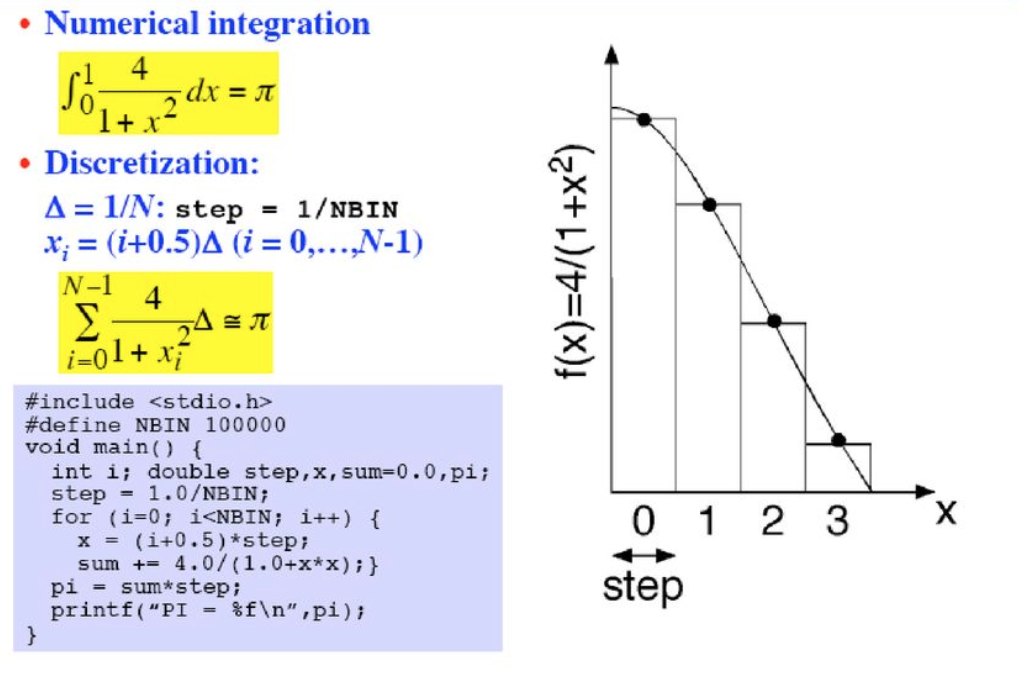 • Numerical integration
∫₀¹ 4/(1 + x²) dx = π
• Discretization:
Δ = 1/N: step = 1/NBIN
xᵢ = (i+0.5)Δ (i = 0,…,N-1)
∑ᵢ₌₀ᴺ⁻¹ 4/(1 + xᵢ²) Δ ≅ π
#include <stdio.h>
#define NBIN 100000
void main() {
int i; double step,x,sum=0.0,pi;
step = 1.0/NBIN;
for (i=0; i<NBIN; i++) {
x = (i+0.5)*step;
sum += 4.0/(1.0+x*x);}
pi = sum*step;
printf(“PI = %f\n”,pi);
}
f(x)=4/(1+x²)
0 1 2 3 x
step